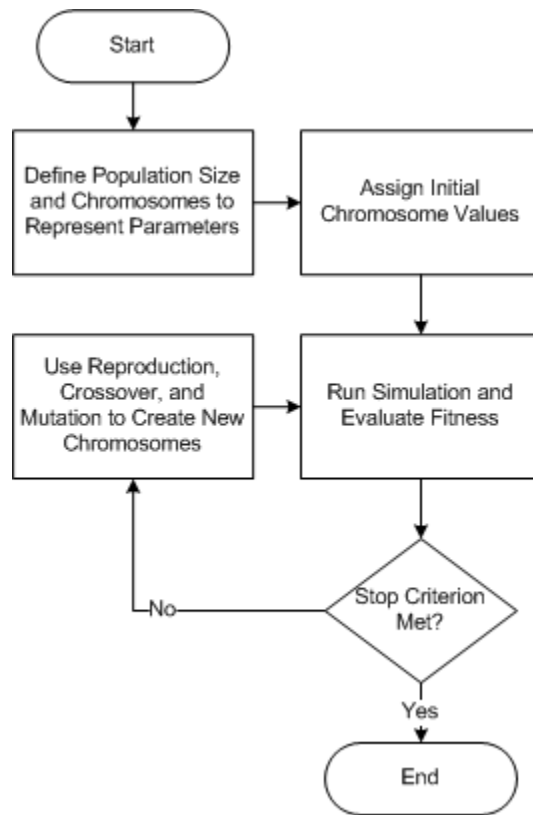 Start
Define Population Size
and Chromosomes to
Represent Parameters
Assign Initial
Chromosome Values
Use Reproduction,
Crossover, and
Mutation to Create New
Chromosomes
Run Simulation and
Evaluate Fitness
Stop Criterion
Met?
No
Yes
End